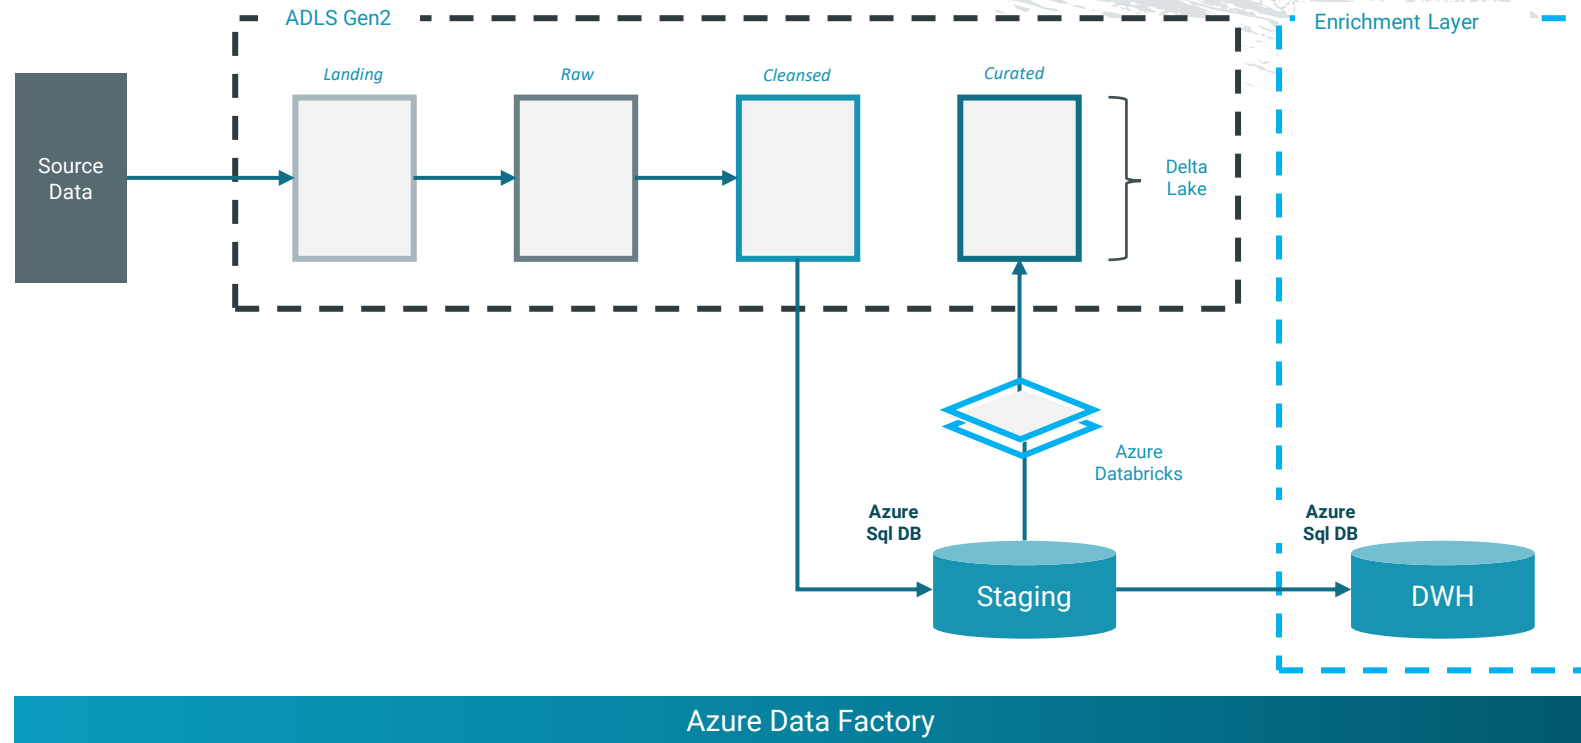 ADLS Gen2
Enrichment Layer
Landing
Raw
Cleansed
Curated
Source
Data
Delta
Lake
Azure
Databricks
Azure
Sql DB
Azure
Sql DB
Staging
DWH
Azure Data Factory